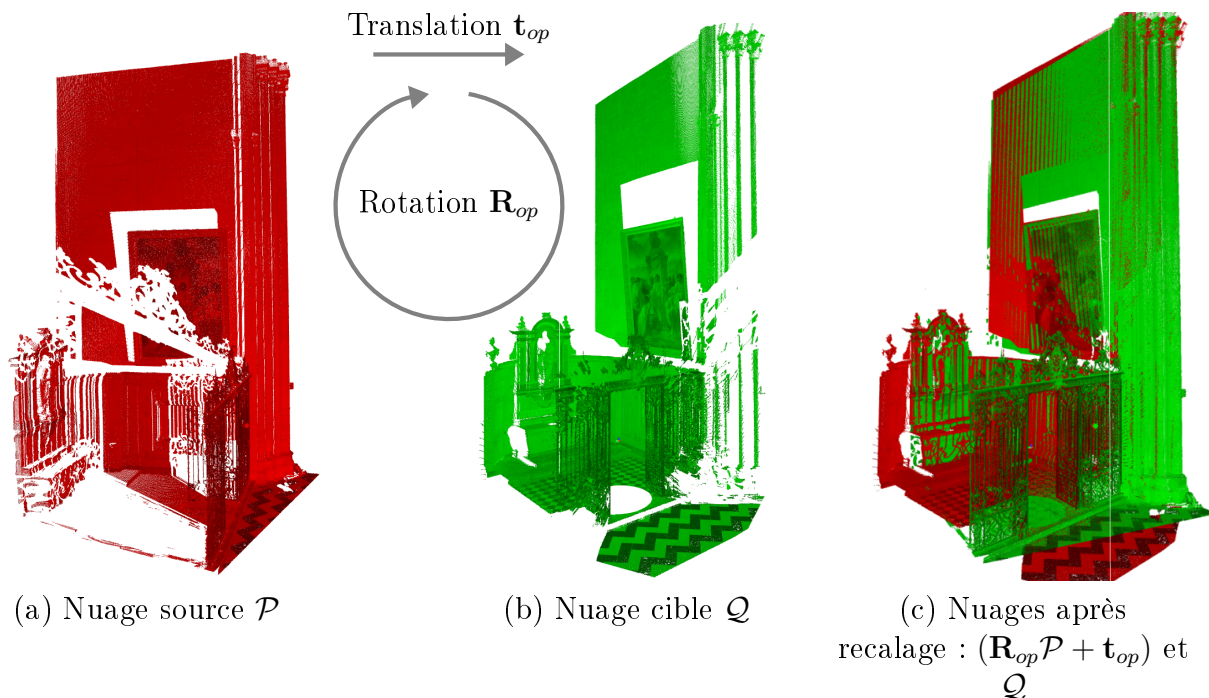 Translation t_op
Rotation R_op
(a) Nuage source 𝒫
(b) Nuage cible 𝒬
(c) Nuages après
recalage : (R_op𝒫 + t_op) et
𝒬